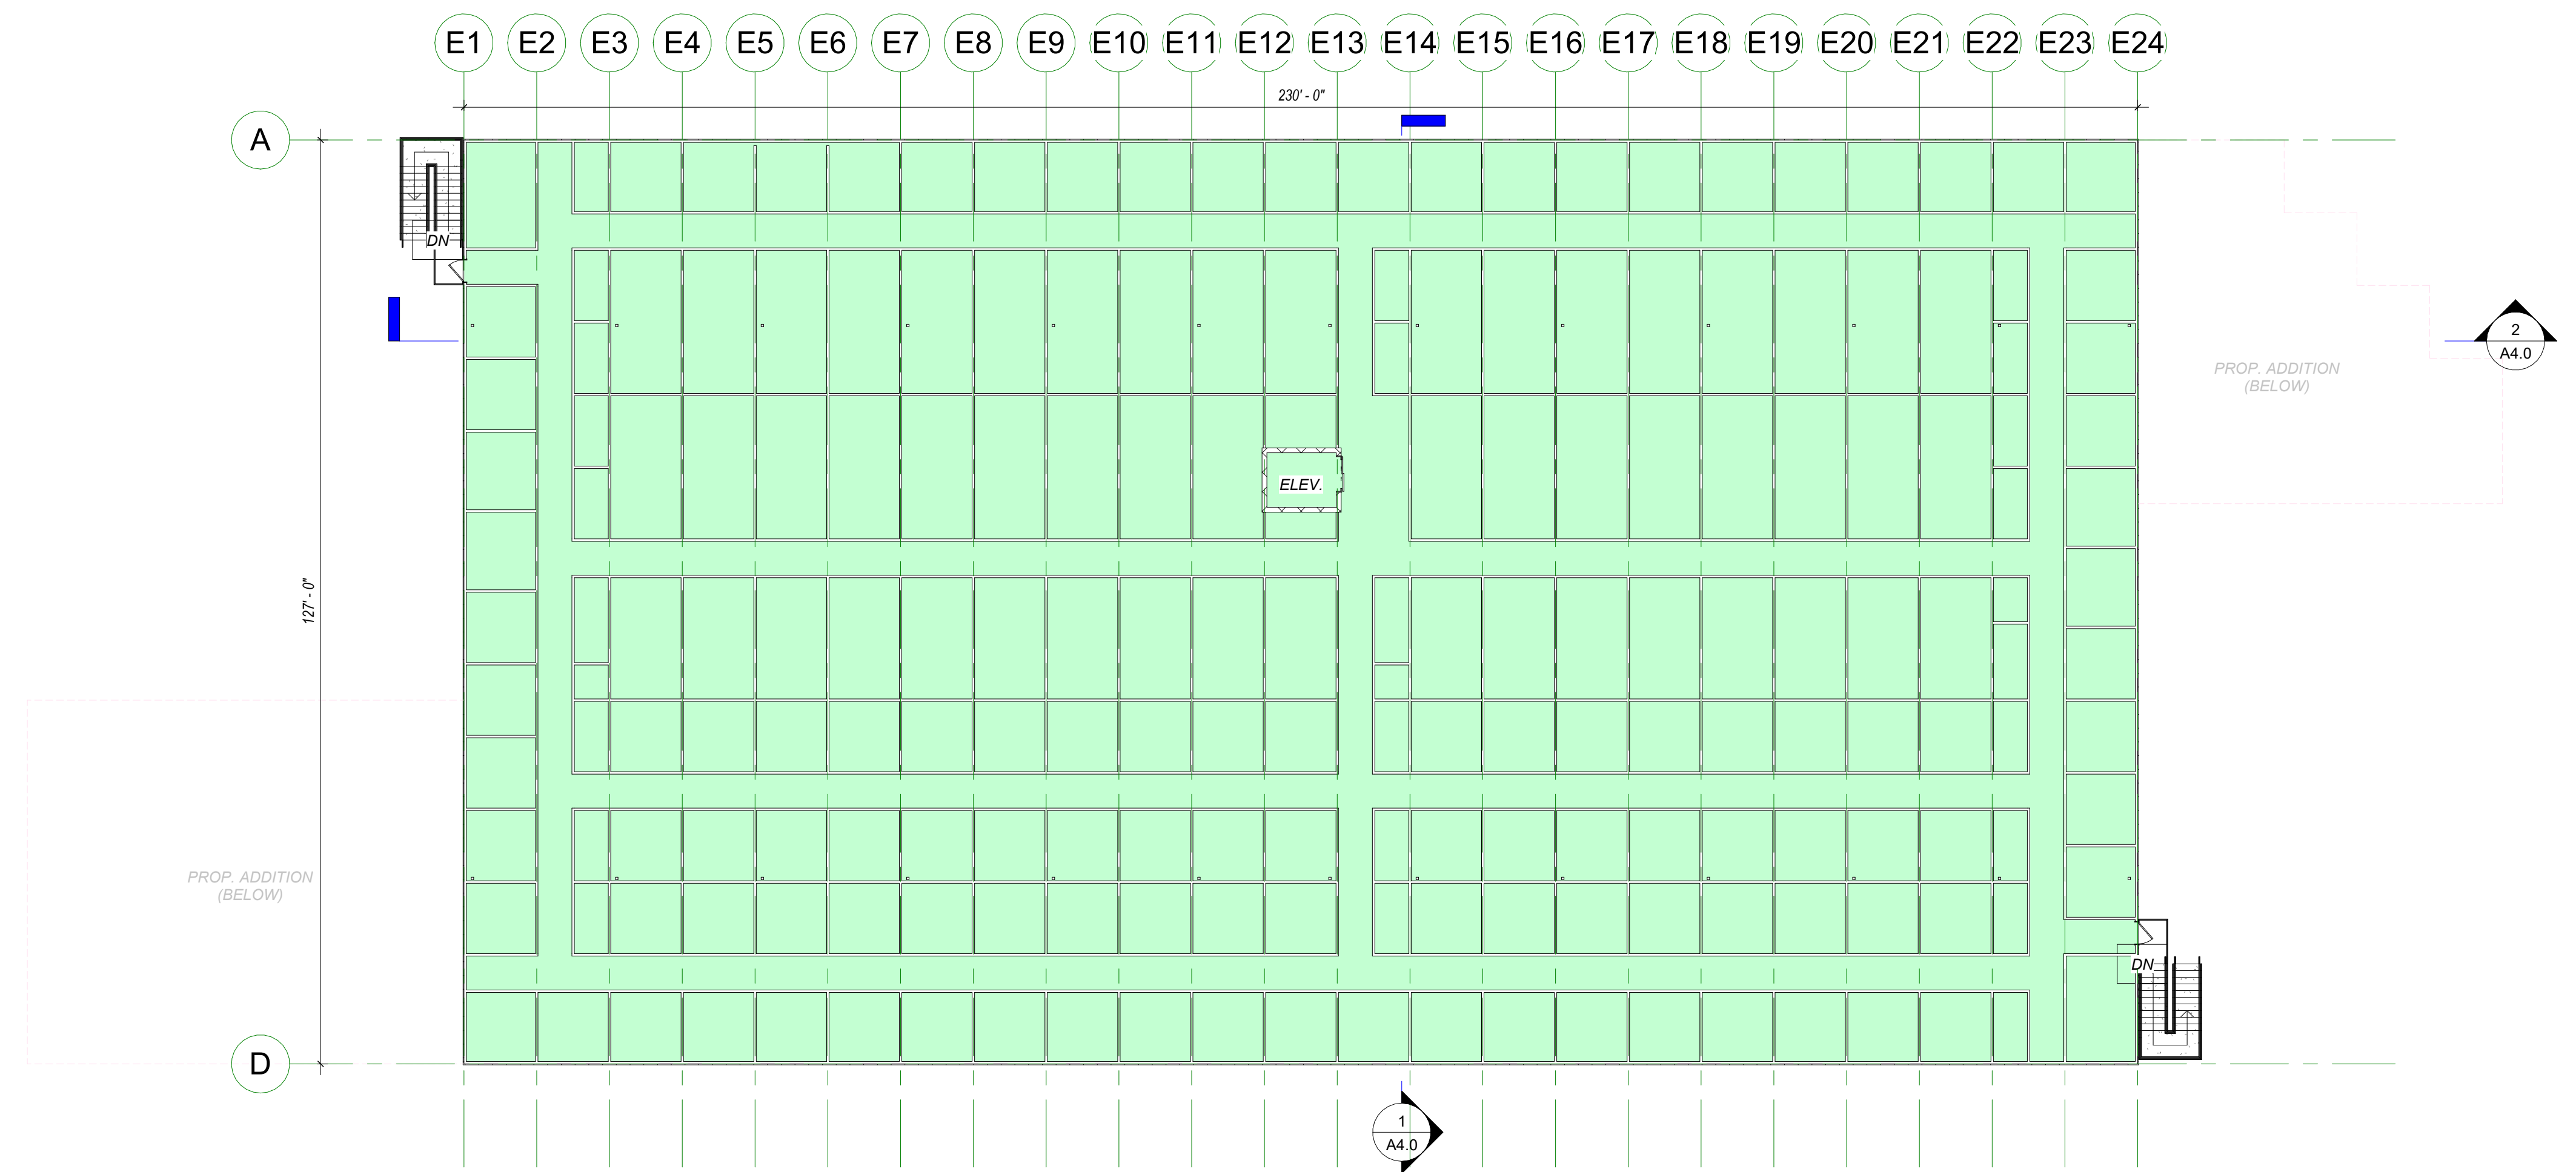 E1 E2 E3 E4 E5 E6 E7 E8 E9 E10 E11 E12 E13 E14 E15 E16 E17 E18 E19 E20 E21 E22 E23 E24
230' - 0"
A
DN
2
A4.0
PROP. ADDITION
(BELOW)
ELEV.
127' - 0"
PROP. ADDITION
(BELOW)
DN
D
1
A4.0